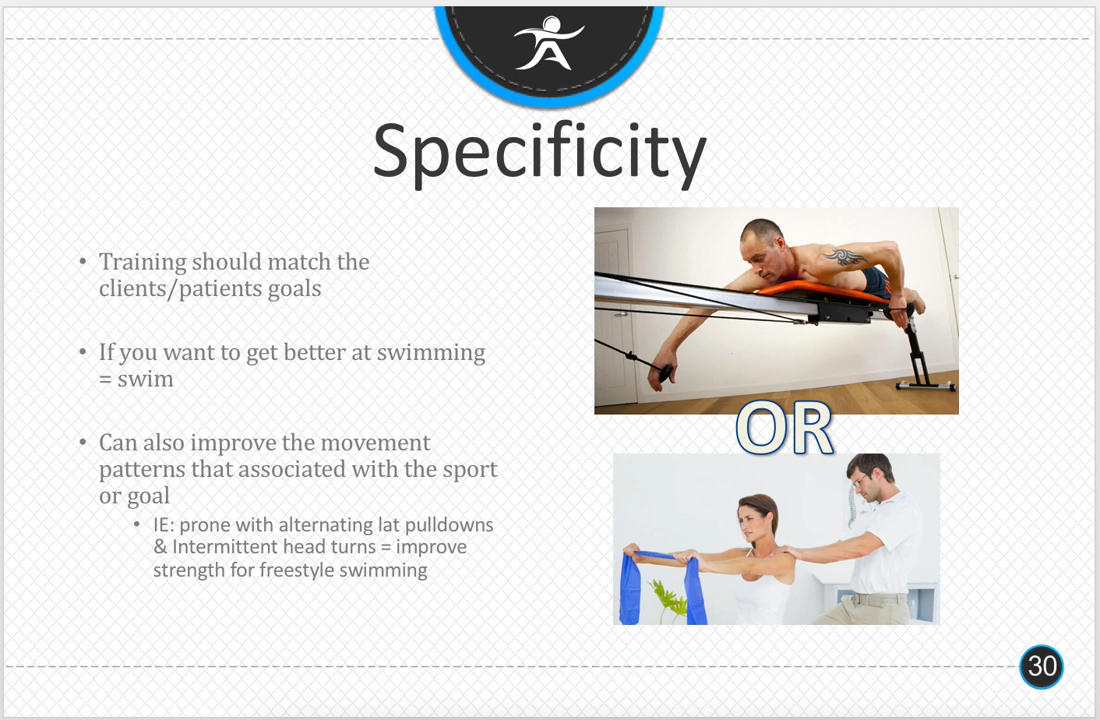 Specificity
• Training should match the
clients/patients goals
• If you want to get better at swimming
= swim
• Can also improve the movement
patterns that associated with the sport
or goal
• IE: prone with alternating lat pulldowns
& Intermittent head turns = improve
strength for freestyle swimming
OR
30